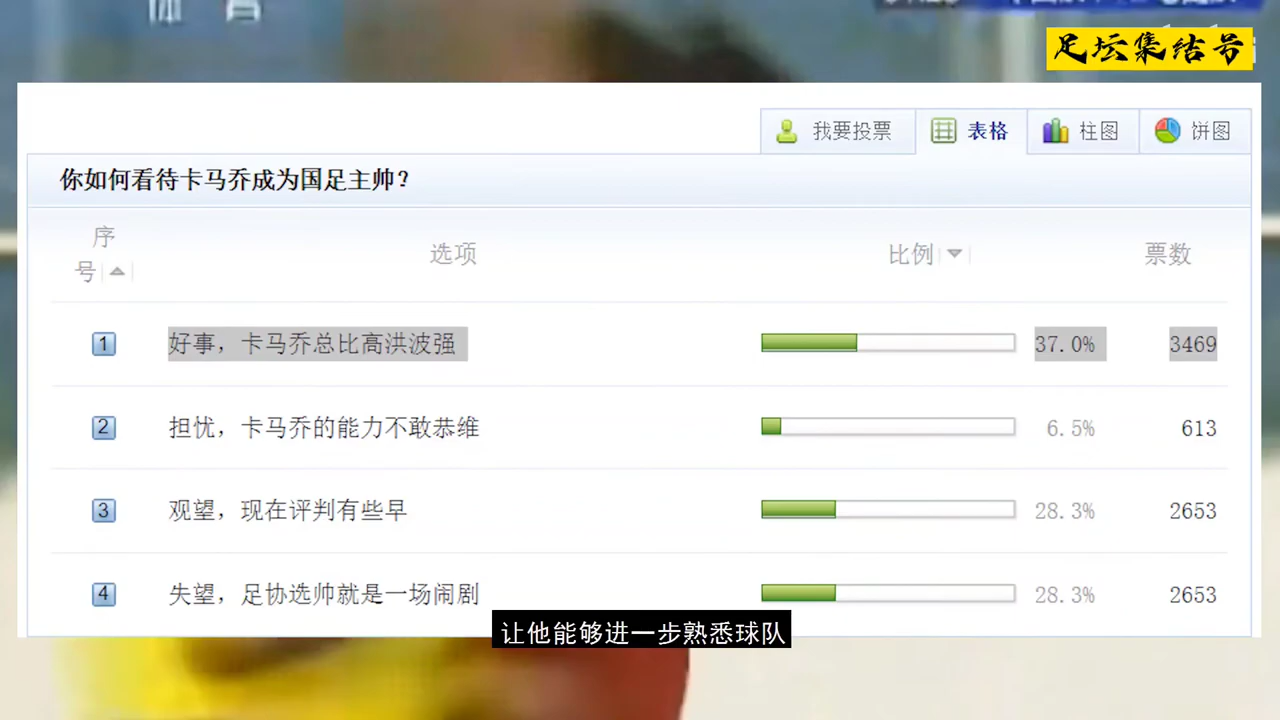 体育
足坛集结号
我要投票 表格 柱图 拼图
你如何看待卡马乔成为国足主帅？
序号 选项 比例 票数
1 好事，卡马乔总比高洪波强 37.0% 3469
2 担忧，卡马乔的能力不敢恭维 6.5% 613
3 观望，现在评判有些早 28.3% 2653
4 失望，足协选帅就是一场闹剧 28.3% 2653
让他能够进一步熟悉球队